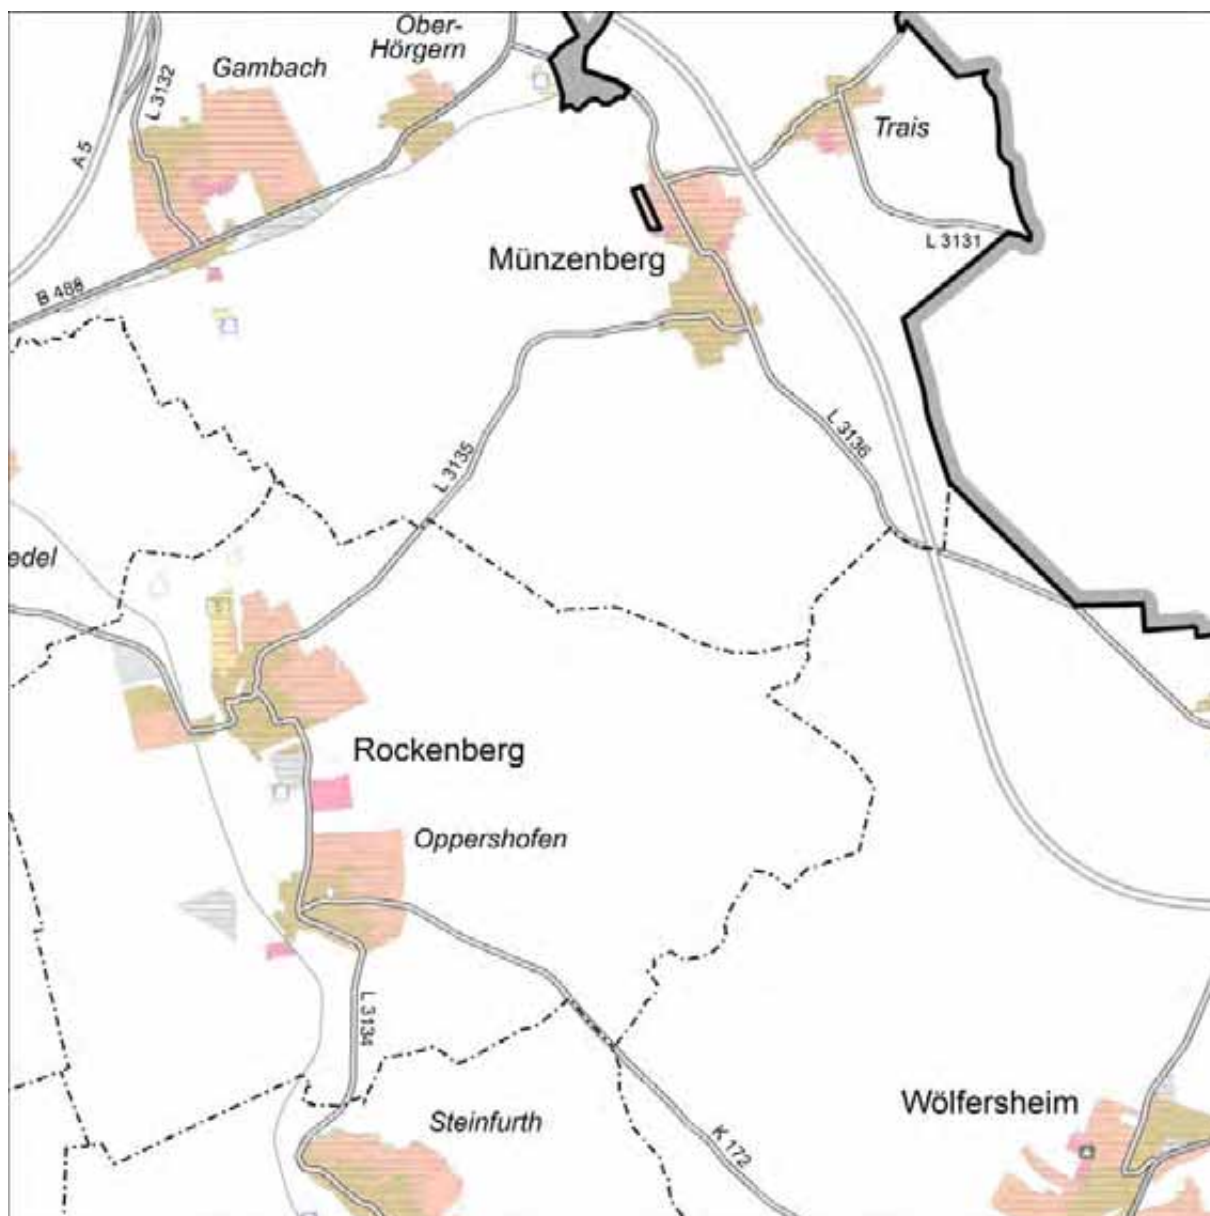 Ober-
Hörgern
Gambach
L 3132
A 5
Trais
L 3131
Münzenberg
B 488
L 3136
L 3135
edel
Rockenberg
Oppershofen
L 3134
Wölfersheim
Steinfurth
K 172